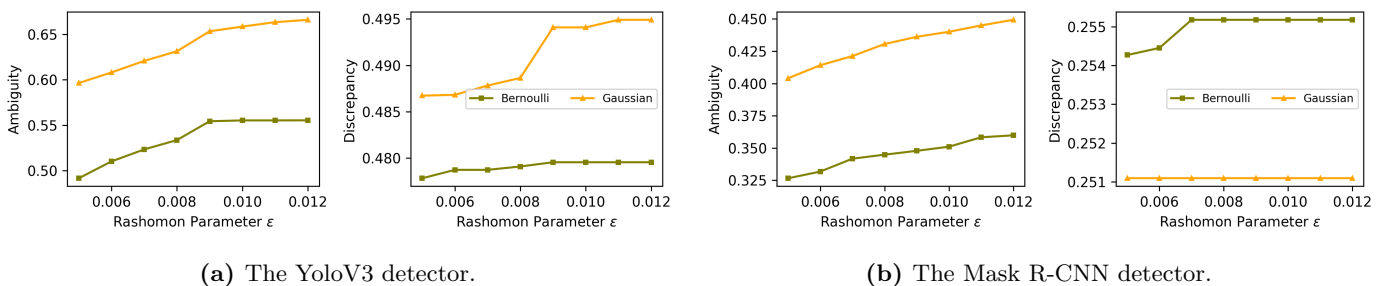 Ambiguity
0.65
0.60
0.55
0.50
0.006 0.008 0.010 0.012
Rashomon Parameter ε
Discrepancy
0.495
0.490
0.485
0.480
Bernoulli Gaussian
0.006 0.008 0.010 0.012
Rashomon Parameter ε
(a) The YoloV3 detector.
Ambiguity
0.450
0.425
0.400
0.375
0.350
0.325
0.006 0.008 0.010 0.012
Rashomon Parameter ε
Discrepancy
0.255
0.254
0.253
0.252
0.251
Bernoulli Gaussian
0.006 0.008 0.010 0.012
Rashomon Parameter ε
(b) The Mask R-CNN detector.